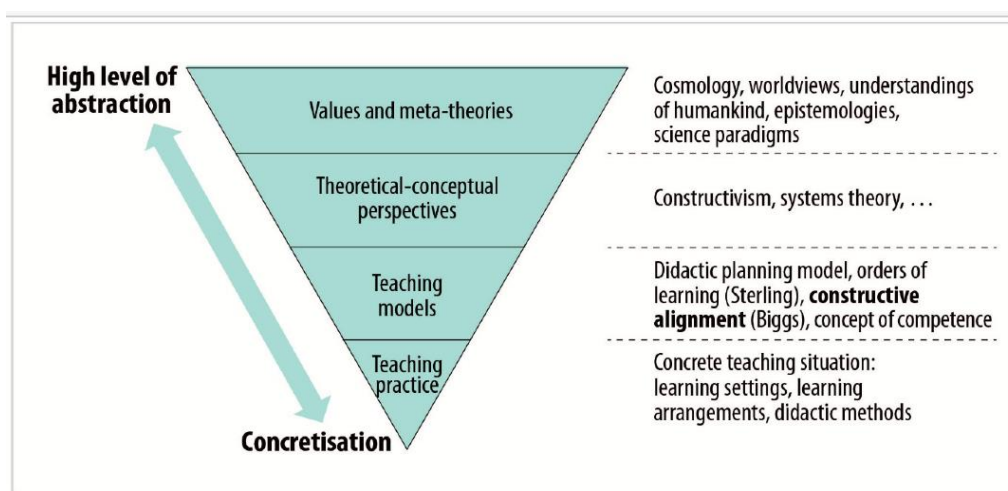 High level of
abstraction
Values and meta-theories
Cosmology, worldviews, understandings
of humankind, epistemologies,
science paradigms
Theoretical-conceptual
perspectives
Constructivism, systems theory, …
Teaching
models
Didactic planning model, orders of
learning (Sterling), constructive
alignment (Biggs), concept of competence
Teaching
practice
Concrete teaching situation:
learning settings, learning
arrangements, didactic methods
Concretisation